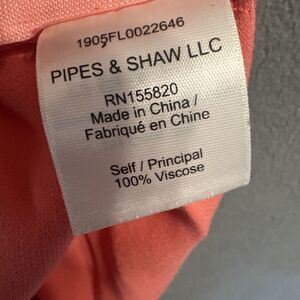 1905FL0022646
PIPES & SHAW LLC
RN155820
Made in China /
Fabriqué en Chine
Self / Principal
100% Viscose